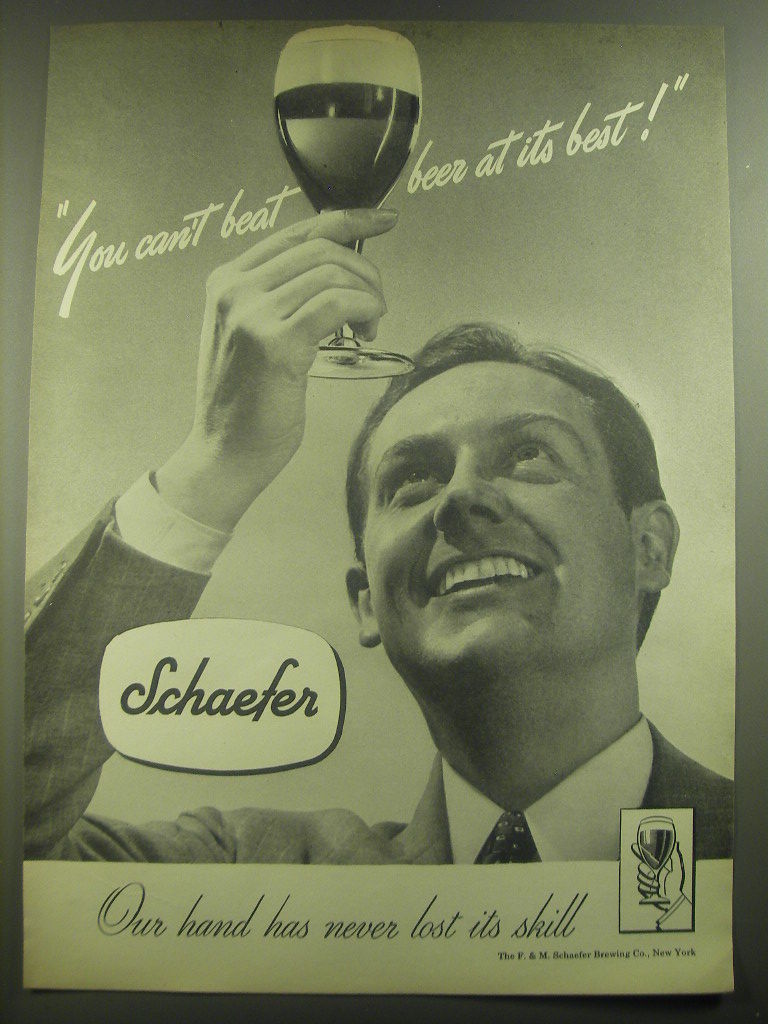 "You can't beat beer at its best!"
Schaefer
Our hand has never lost its skill
The F. & M. Schaefer Brewing Co., New York